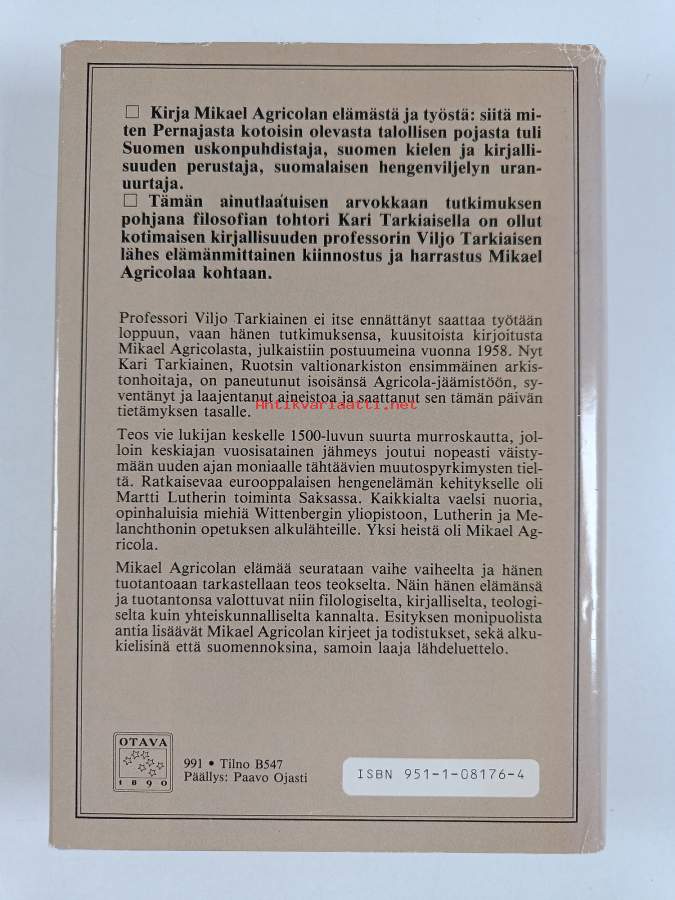 □ Kirja Mikael Agricolan elämästä ja työstä: siitä mi-
ten Pernajasta kotoisin olevasta talollisen pojasta tuli
Suomen uskonpuhdistaja, suomen kielen ja kirjalli-
suuden perustaja, suomalaisen hengenviljelyn uran-
uurtaja.
□ Tämän ainutlaatuisen arvokkaan tutkimuksen
pohjana filosofian tohtori Kari Tarkiaisella on ollut
kotimaisen kirjallisuuden professorin Viljo Tarkiaisen
lähes elämänmittainen kiinnostus ja harrastus Mikael
Agricolaa kohtaan.
Professori Viljo Tarkiainen ei itse ennättänyt saattaa työtään
loppuun, vaan hänen tutkimuksensa, kuusitoista kirjoitusta
Mikael Agricolasta, julkaistiin postuumeina vuonna 1958. Nyt
Kari Tarkiainen, Ruotsin valtionarkiston ensimmäinen arkis-
tonhoitaja, on paneutunut isoisänsä Agricola-jäämistöön, sy-
ventänyt ja laajentanut aineistoa ja saattanut sen tämän päivän
tietämyksen tasalle.
Antikvariaatti.net
Teos vie lukijan keskelle 1500-luvun suurta murroskautta, jol-
loin keskiajan vuosisatainen jähmeys joutui nopeasti väisty-
mään uuden ajan moniaalle tähtäävien muutospyrkimysten tiel-
tä. Ratkaisevaa eurooppalaisen hengenelämän kehitykselle oli
Martti Lutherin toiminta Saksassa. Kaikkialta vaelsi nuoria,
opinhaluisia miehiä Wittenbergin yliopistoon, Lutherin ja Me-
lanchthonin opetuksen alkulähteille. Yksi heistä oli Mikael Ag-
ricola.
Mikael Agricolan elämää seurataan vaihe vaiheelta ja hänen
tuotantoaan tarkastellaan teos teokselta. Näin hänen elämänsä
ja tuotantonsa valottuvat niin filologiselta, kirjalliselta, teologi-
selta kuin yhteiskunnalliselta kannalta. Esityksen monipuolista
antia lisäävät Mikael Agricolan kirjeet ja todistukset, sekä alku-
kielisinä että suomennoksina, samoin laaja lähdeluettelo.
OTAVA
1890
991 • Tilno B547
Päällys: Paavo Ojasti
ISBN 951-1-08176-4